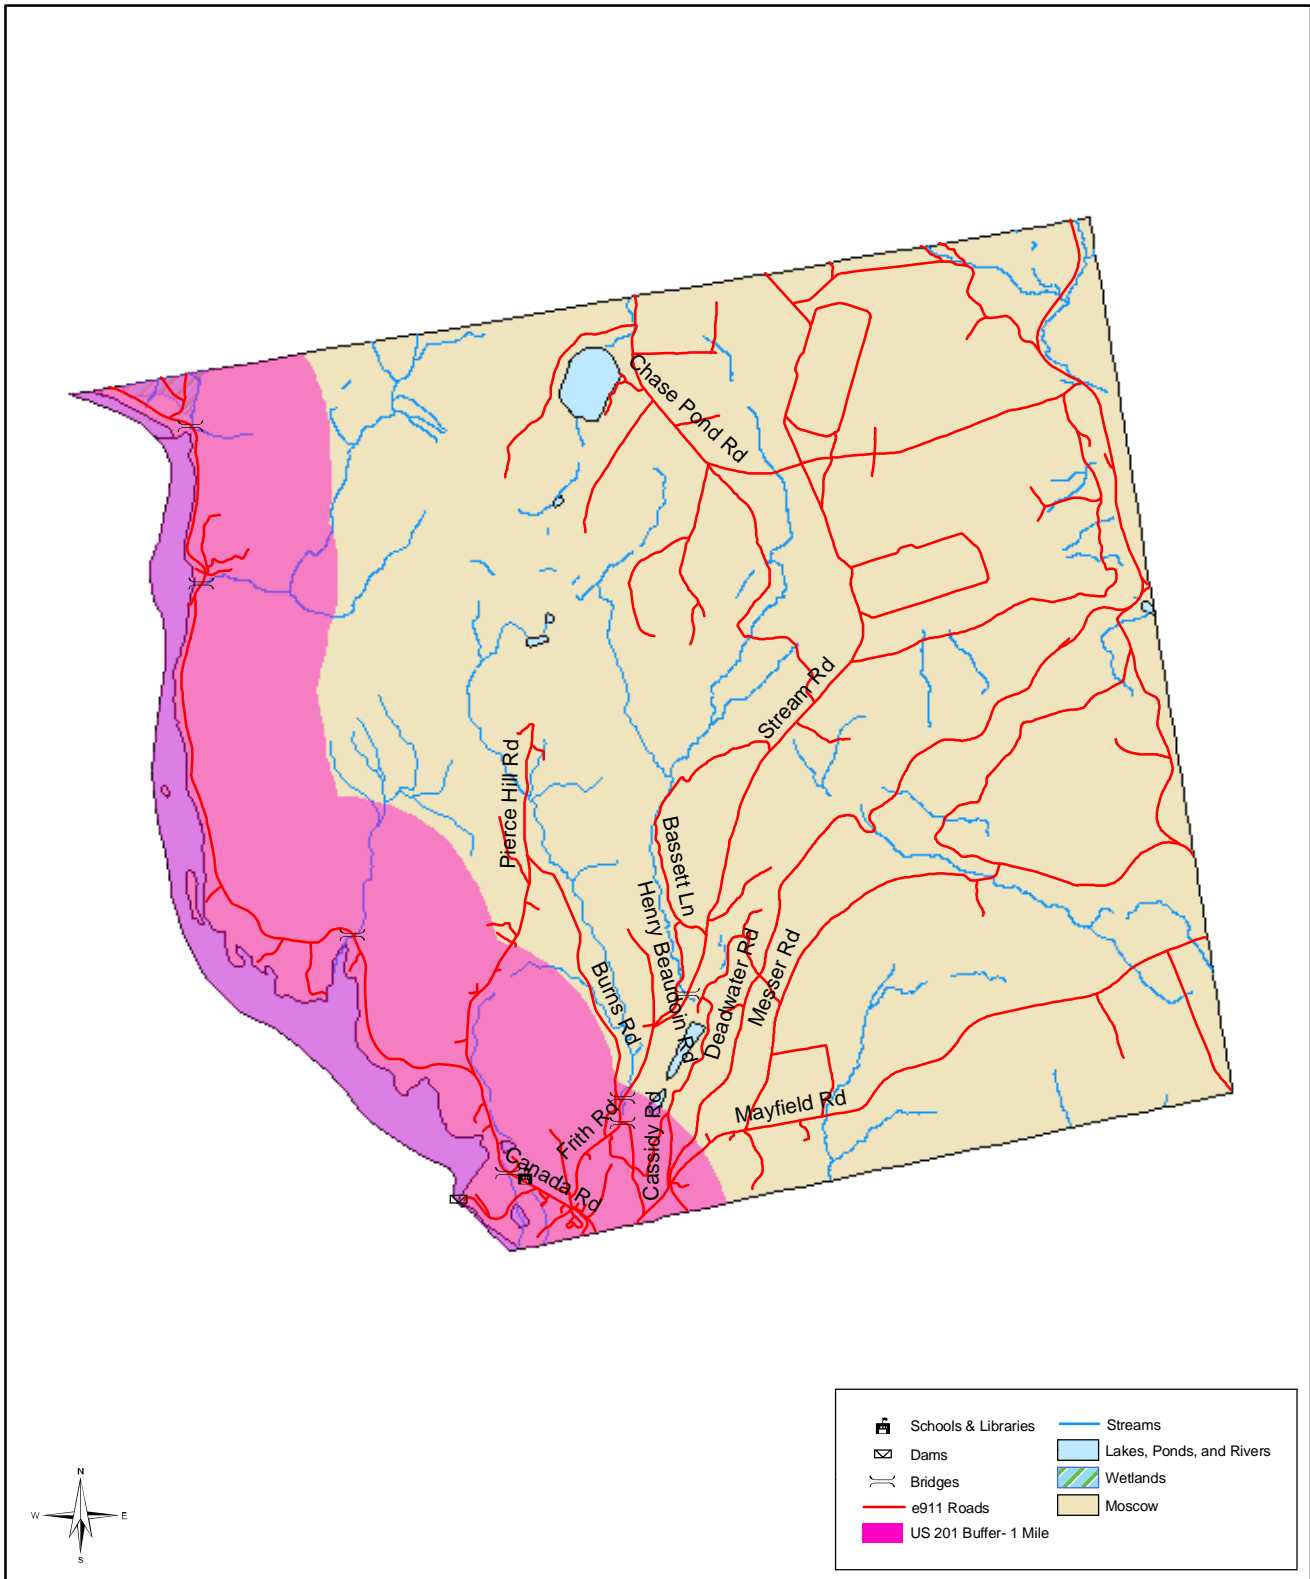 Chase Pond Rd
Stream Rd
Pierce Hill Rd
Bassett Ln
Henry Beaudoin Rd
Burns Rd
Deadwater Rd
Messer Rd
Mayfield Rd
Frith Rd
Cassidy Rd
Canada Rd
Schools & Libraries
Dams
Bridges
e911 Roads
US 201 Buffer- 1 Mile
Streams
Lakes, Ponds, and Rivers
Wetlands
Moscow
N
W E
S